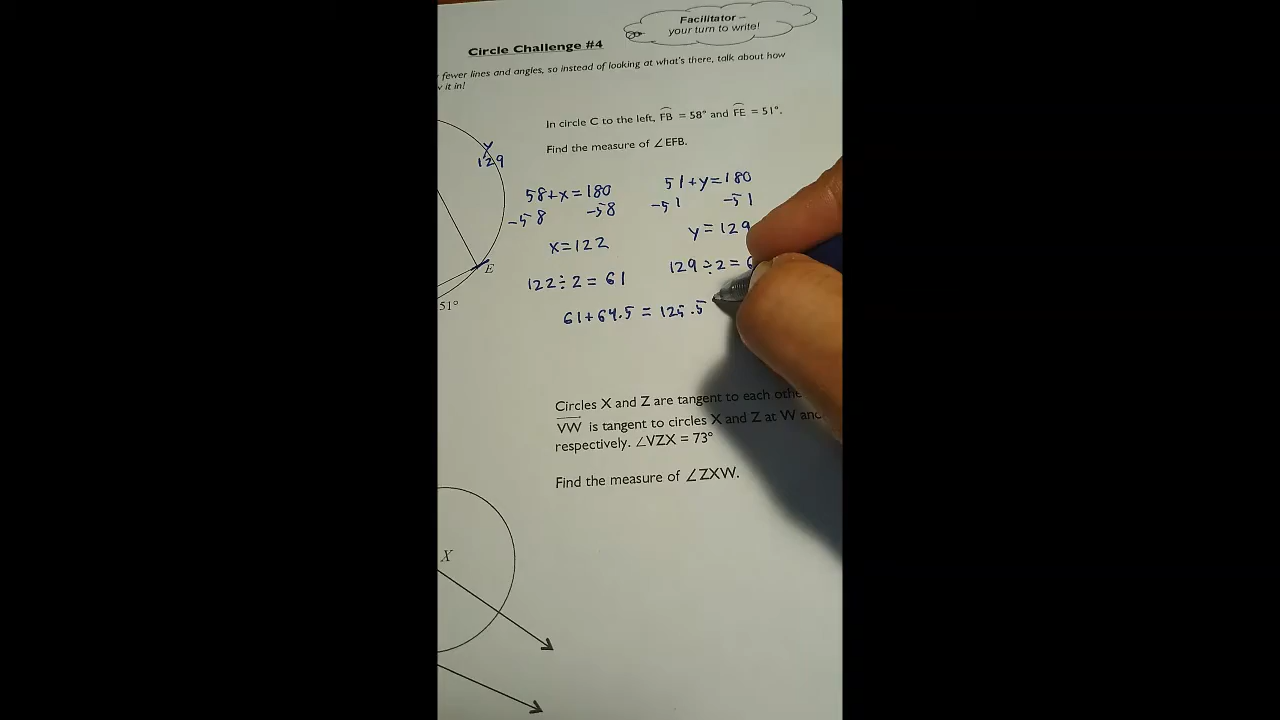 Facilitator –
your turn to write!
Circle Challenge #4
fewer lines and angles, so instead of looking at what's there, talk about how
it in!
In circle C to the left, FB = 58° and FE = 51°.
Find the measure of ∠EFB.
Y
129
58+x=180
51+y=180
-58 -58
-51 -51
x=122
y=129
122÷2=61
129÷2=6
61+64.5=125.5
E
51°
Circles X and Z are tangent to each othe
VW is tangent to circles X and Z at W and
respectively. ∠VZX = 73°
Find the measure of ∠ZXW.
X